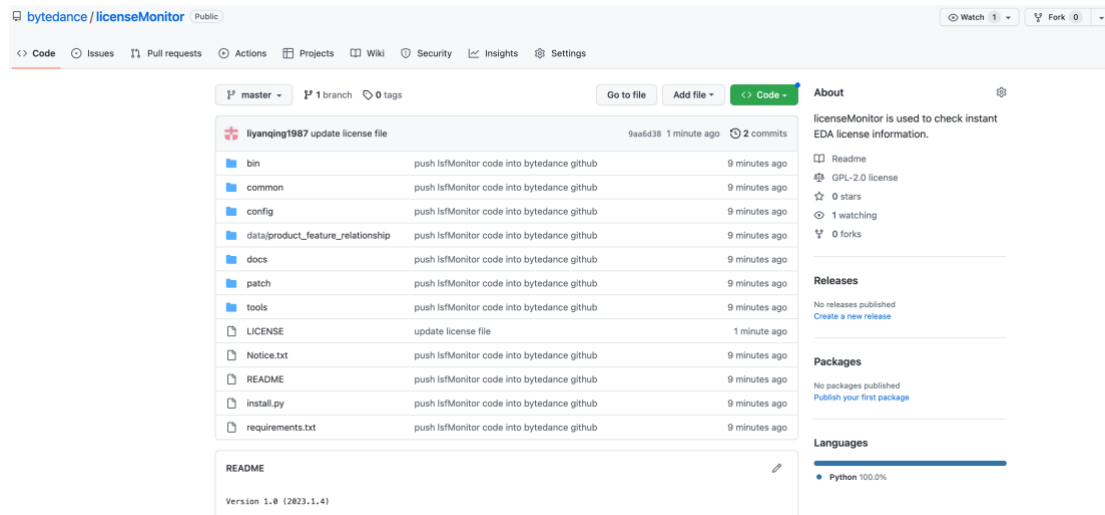 bytedance / licenseMonitor Public
Watch 1 Fork 0
Code Issues Pull requests Actions Projects Wiki Security Insights Settings
master 1 branch 0 tags Go to file Add file Code
liyanqing1987 update license file 9aa6d38 1 minute ago 2 commits
bin push lsfMonitor code into bytedance github 9 minutes ago
common push lsfMonitor code into bytedance github 9 minutes ago
config push lsfMonitor code into bytedance github 9 minutes ago
data/product_feature_relationship push lsfMonitor code into bytedance github 9 minutes ago
docs push lsfMonitor code into bytedance github 9 minutes ago
patch push lsfMonitor code into bytedance github 9 minutes ago
tools push lsfMonitor code into bytedance github 9 minutes ago
LICENSE update license file 1 minute ago
Notice.txt push lsfMonitor code into bytedance github 9 minutes ago
README push lsfMonitor code into bytedance github 9 minutes ago
install.py push lsfMonitor code into bytedance github 9 minutes ago
requirements.txt push lsfMonitor code into bytedance github 9 minutes ago
README
Version 1.0 (2023.1.4)
About
licenseMonitor is used to check instant
EDA license information.
Readme
GPL-2.0 license
0 stars
1 watching
0 forks
Releases
No releases published
Create a new release
Packages
No packages published
Publish your first package
Languages
Python 100.0%